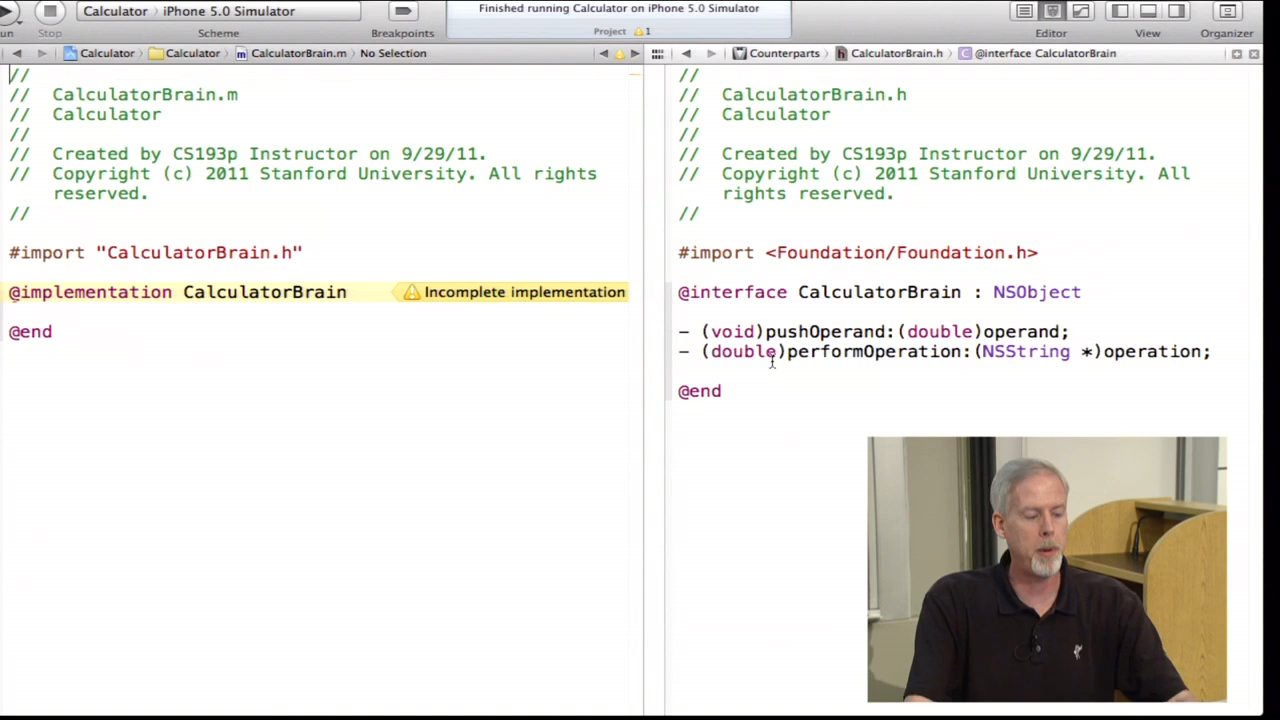 Calculator › iPhone 5.0 Simulator
Finished running Calculator on iPhone 5.0 Simulator
Project 1
Stop
Scheme
Breakpoints
Editor
View
Organizer
Calculator › Calculator › CalculatorBrain.m › No Selection
Counterparts › CalculatorBrain.h › @interface CalculatorBrain
//
// CalculatorBrain.m
// Calculator
//
// Created by CS193p Instructor on 9/29/11.
// Copyright (c) 2011 Stanford University. All rights
reserved.
//
#import "CalculatorBrain.h"
@implementation CalculatorBrain
Incomplete implementation
@end
//
// CalculatorBrain.h
// Calculator
//
// Created by CS193p Instructor on 9/29/11.
// Copyright (c) 2011 Stanford University. All
rights reserved.
//
#import <Foundation/Foundation.h>
@interface CalculatorBrain : NSObject
- (void)pushOperand:(double)operand;
- (double)performOperation:(NSString *)operation;
@end